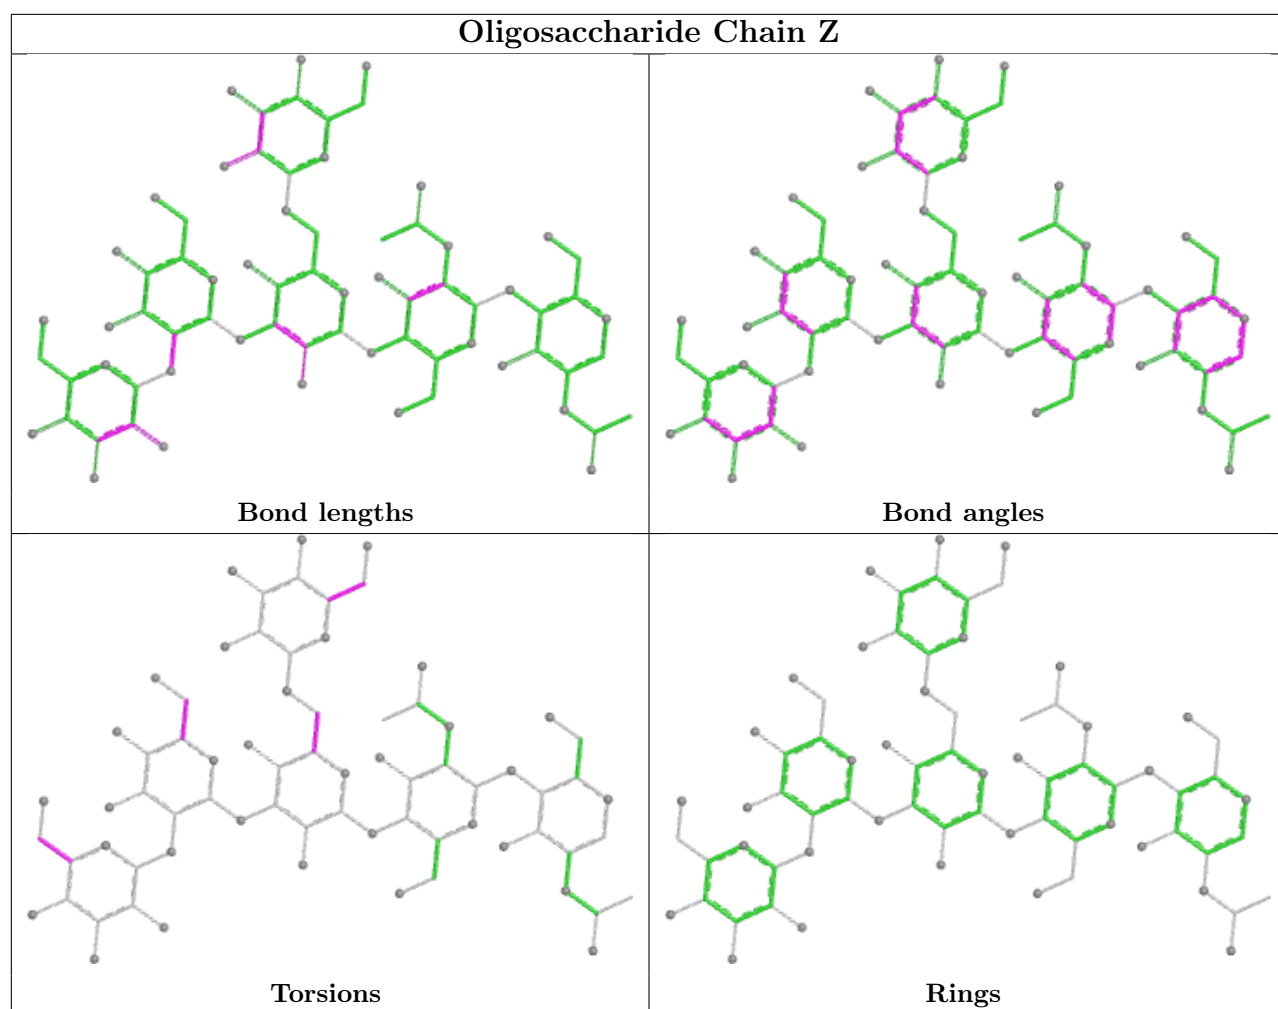 Oligosaccharide Chain Z
Bond lengths
Bond angles
Torsions
Rings